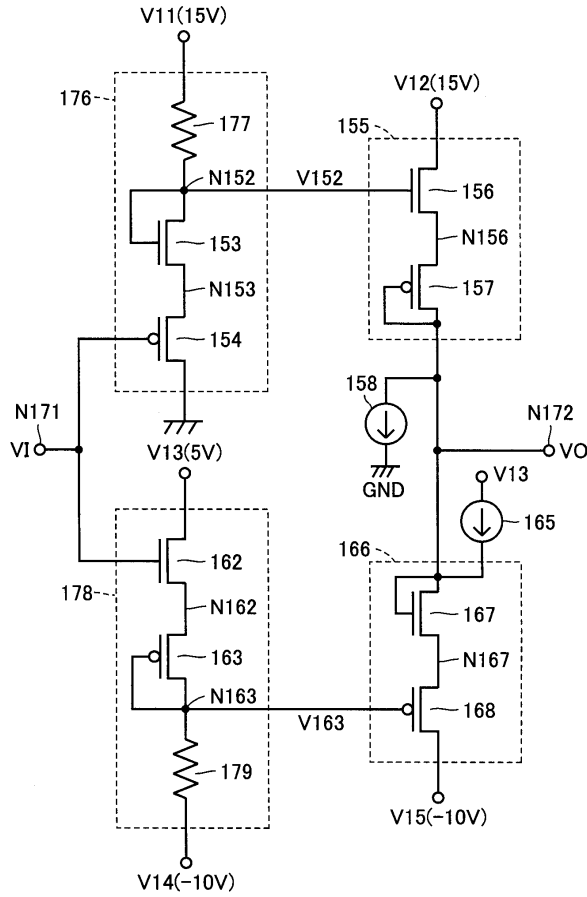 V11(15V)
176
177
V12(15V)
155
N152
V152
156
153
N156
N153
157
154
158
N171
VI
N172
VO
V13(5V)
GND
V13
165
166
162
178
N162
167
163
N167
N163
V163
168
179
V15(-10V)
V14(-10V)